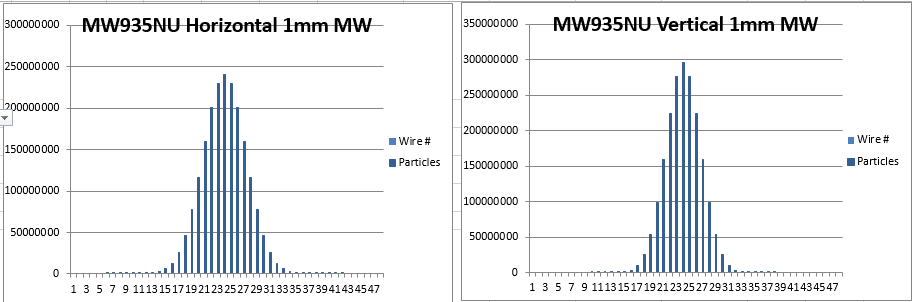 MW935NU Horizontal 1mm MW
300000000
250000000
200000000
150000000
100000000
50000000
0
1 3 5 7 9 11 13 15 17 19 21 23 25 27 29 31 33 35 37 39 41 43 45 47
Wire #
Particles
MW935NU Vertical 1mm MW
350000000
300000000
250000000
200000000
150000000
100000000
50000000
0
1 3 5 7 9 11 13 15 17 19 21 23 25 27 29 31 33 35 37 39 41 43 45 47
Wire #
Particles